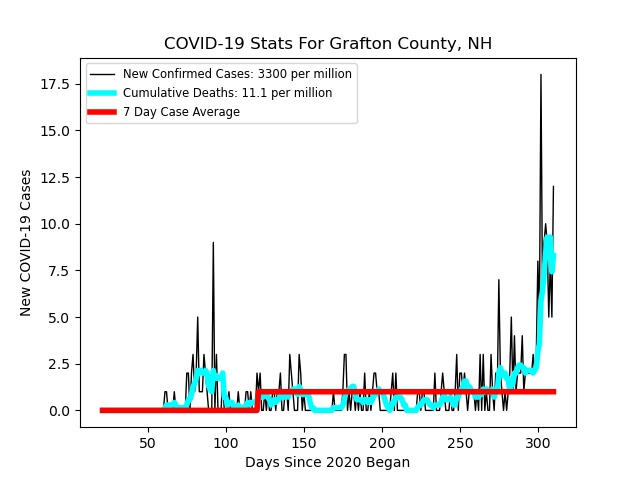 COVID-19 Stats For Grafton County, NH
New Confirmed Cases: 3300 per million
Cumulative Deaths: 11.1 per million
7 Day Case Average
17.5
15.0
12.5
10.0
7.5
5.0
2.5
0.0
New COVID-19 Cases
50 100 150 200 250 300
Days Since 2020 Began